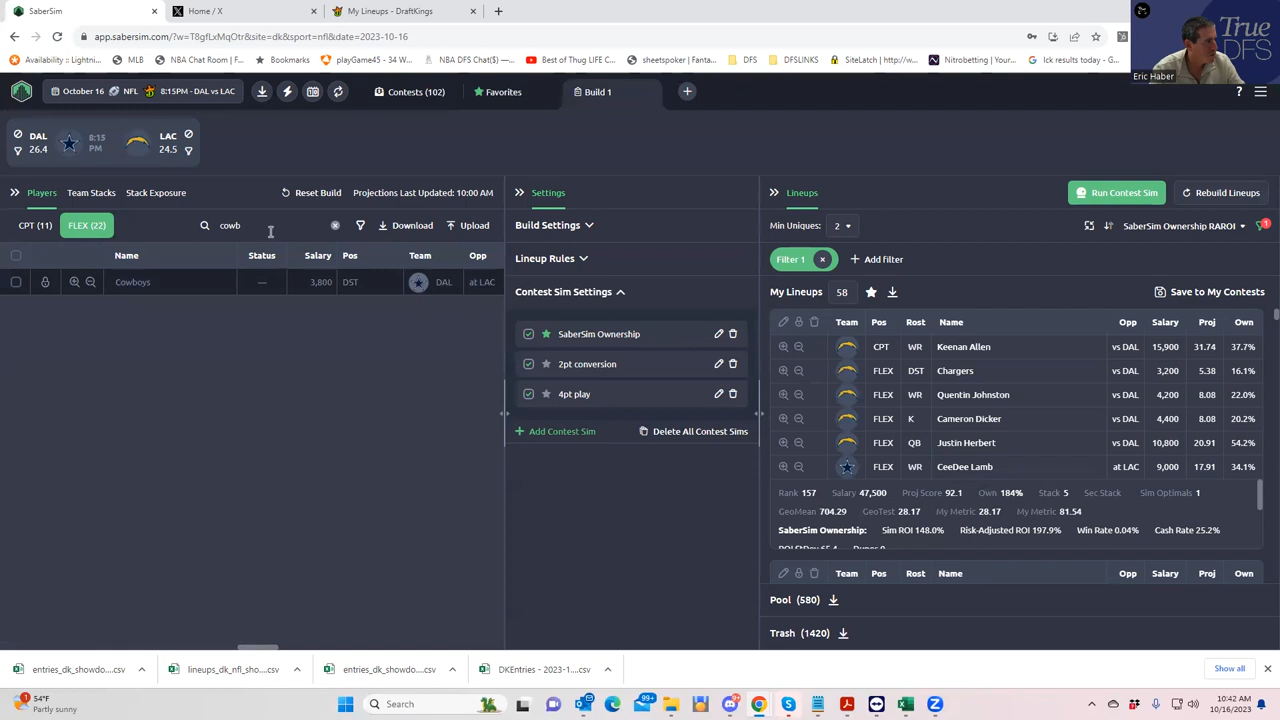 SaberSim
Home / X
My Lineups - DraftKings
app.sabersim.com/?w=T8gfLxMqOtr&site=dk&sport=nfl&date=2023-10-16
Availability :: Lightni...
MLB
NBA Chat Room | F...
playGame45 - 34 W...
NBA DFS Chat($) —...
Best of Thug LIFE C...
sheetspoker | Fanta...
DFS
DFSLINKS
SiteLatch (http://w...
Nitrobetting | Your...
Ick results today - G...
True
DFS
Eric Haber
October 16
NFL
8:15PM - DAL vs LAC
Contests (102)
Favorites
Build 1
DAL
26.4
8:15
PM
LAC
24.5
Players
Team Stacks
Stack Exposure
Reset Build
Projections Last Updated: 10:00 AM
CPT (11)
FLEX (22)
cowb
Download
Upload
Name Status Salary Pos Team Opp
Cowboys — 3,800 DST DAL at LAC
Settings
Build Settings
Lineup Rules
Contest Sim Settings
SaberSim Ownership
2pt conversion
4pt play
Add Contest Sim
Delete All Contest Sims
Lineups
Run Contest Sim
Rebuild Lineups
Min Uniques: 2
SaberSim Ownership RAROI
1
Filter 1
Add filter
My Lineups 58
Save to My Contests
Team Pos Rost Name Opp Salary Proj Own
CPT WR Keenan Allen vs DAL 15,900 31.74 37.7%
FLEX DST Chargers vs DAL 3,200 5.38 16.1%
FLEX WR Quentin Johnston vs DAL 4,200 8.08 22.0%
FLEX K Cameron Dicker vs DAL 4,400 8.08 20.2%
FLEX QB Justin Herbert vs DAL 10,800 20.91 54.2%
FLEX WR CeeDee Lamb at LAC 9,000 17.91 34.1%
Rank 157 Salary 47,500 Proj Score 92.1 Own 184% Stack 5 Sec Stack Sim Optimals 1
GeoMean 704.29 GeoTest 28.17 My Metric 28.17 My Metric 81.54
SaberSim Ownership: Sim ROI 148.0% Risk-Adjusted ROI 197.9% Win Rate 0.04% Cash Rate 25.2%
ROI StDev 65.4 Dupes 0
Team Pos Rost Name Opp Salary Proj Own
Pool (580)
Trash (1420)
entries_dk_showdo....csv
lineups_dk_nfl_sho....csv
entries_dk_showdo....csv
DKEntries - 2023-1....csv
Show all
1
54°F
Partly sunny
Search
99+
10:42 AM
10/16/2023